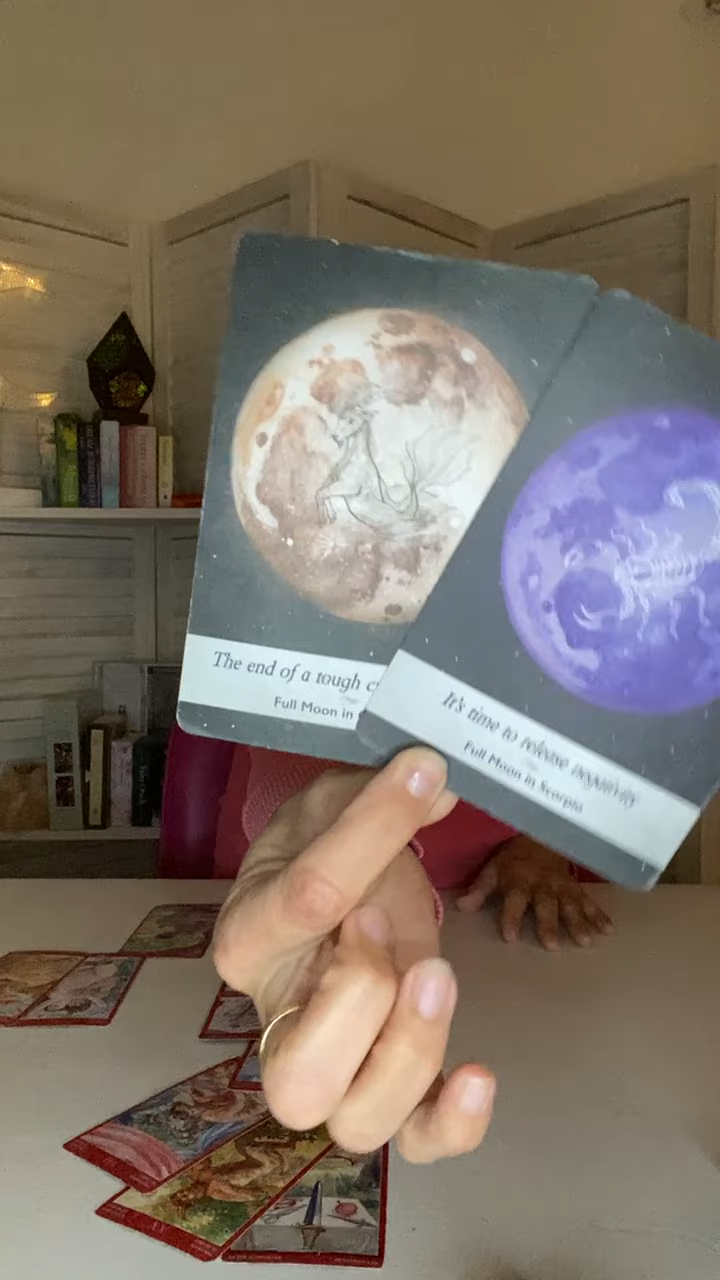 The end of a tough c
Full Moon in
It's time to release negativity
Full Moon in Scorpio